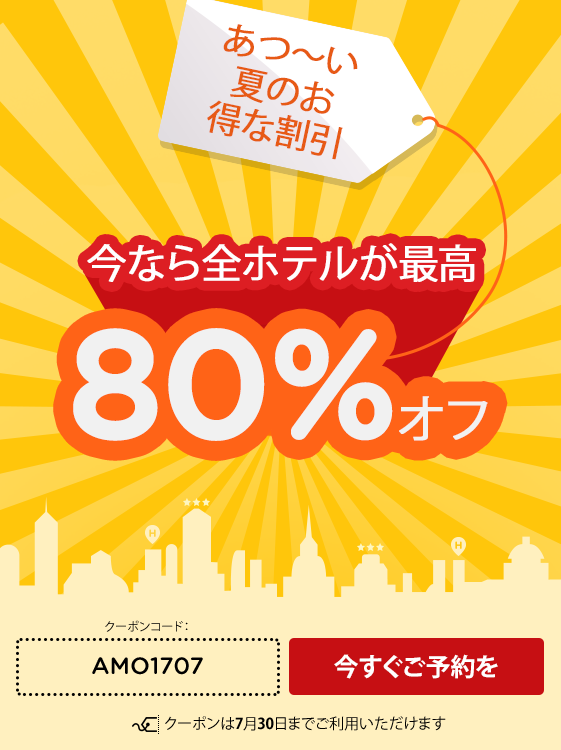 あつ〜い
夏のお
得な割引
今なら全ホテルが最高
80%オフ
H
H
クーポンコード：
AMO1707
今すぐご予約を
クーポンは7月30日までご利用いただけます